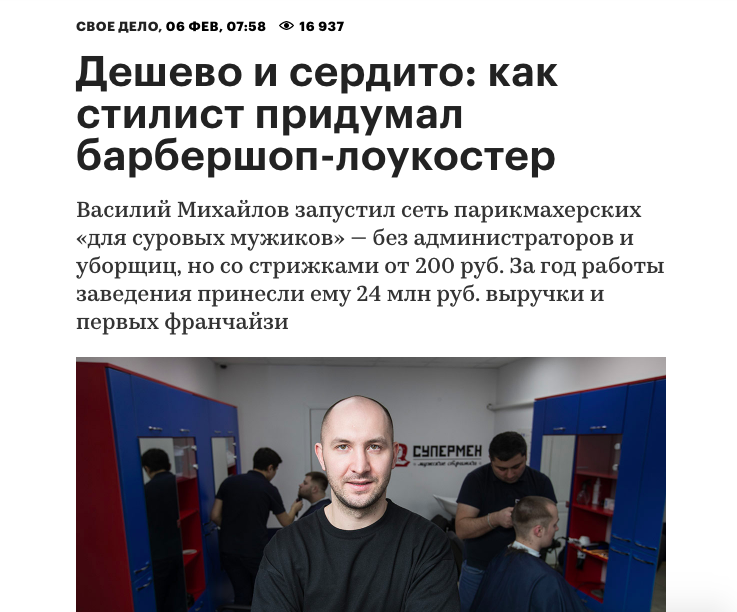 СВОЕ ДЕЛО, 06 ФЕВ, 07:58 16 937
Дешево и сердито: как
стилист придумал
барбершоп-лоукостер
Василий Михайлов запустил сеть парикмахерских
«для суровых мужиков» — без администраторов и
уборщиц, но со стрижками от 200 руб. За год работы
заведения принесли ему 24 млн руб. выручки и
первых франчайзи
СУПЕРМЕН
мужские стрижки